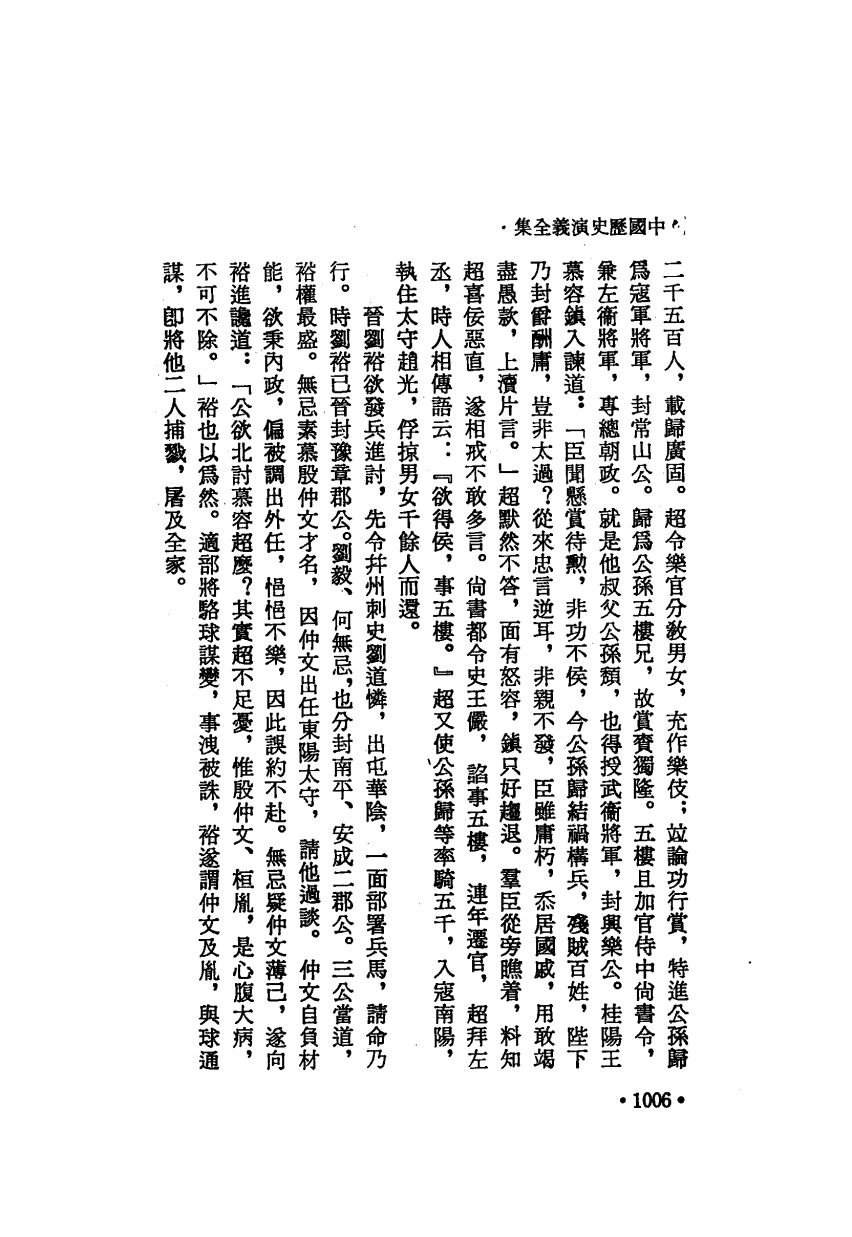 ·中國歷史演義全集·
二千五百人，載歸廣固。超令樂官分教男女，充作樂伎；竝論功行賞，特進公孫歸
爲寇軍將軍，封常山公。歸爲公孫五樓兄，故賞賚獨隆。五樓且加官侍中尙書令，
兼左衞將軍，專總朝政。就是他叔父公孫頹，也得授武衞將軍，封興樂公。桂陽王
慕容鎭入諫道：「臣聞懸賞待勳，非功不侯，今公孫歸結禍構兵，殘賊百姓，陛下
乃封爵酬庸，豈非太過？從來忠言逆耳，非親不發，臣雖庸朽，忝居國戚，用敢竭
盡愚款，上瀆片言。」超默然不答，面有怒容，鎭只好趨退。羣臣從旁瞧着，料知
超喜佞惡直，遂相戒不敢多言。尙書都令史王儼，諂事五樓，連年遷官，超拜左
丞，時人相傳語云：『欲得侯，事五樓。』超又使公孫歸等率騎五千，入寇南陽，
執住太守趙光，俘掠男女千餘人而還。
晉劉裕欲發兵進討，先令幷州刺史劉道憐，出屯華陰，一面部署兵馬，請命乃
行。時劉裕已晉封豫章郡公。劉毅、何無忌，也分封南平、安成二郡公。三公當道，
裕權最盛。無忌素慕殷仲文才名，因仲文出任東陽太守，請他過談。仲文自負材
能，欲秉內政，偏被調出外任，悒悒不樂，因此誤約不赴。無忌疑仲文薄己，遂向
裕進讒道：「公欲北討慕容超麼？其實超不足憂，惟殷仲文、桓胤，是心腹大病，
不可不除。」裕也以爲然。適部將駱球謀變，事洩被誅，裕遂謂仲文及胤，與球通
謀，卽將他二人捕戮，屠及全家。
·1006·